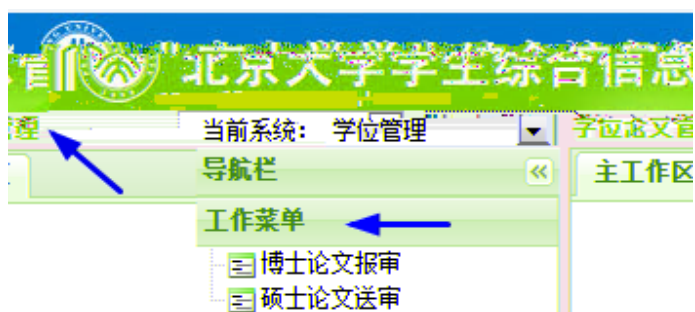 北京大学学生综合信息
管理
当前系统: 学位管理
学位论文管
导航栏
主工作区
工作菜单
博士论文报审
硕士论文送审